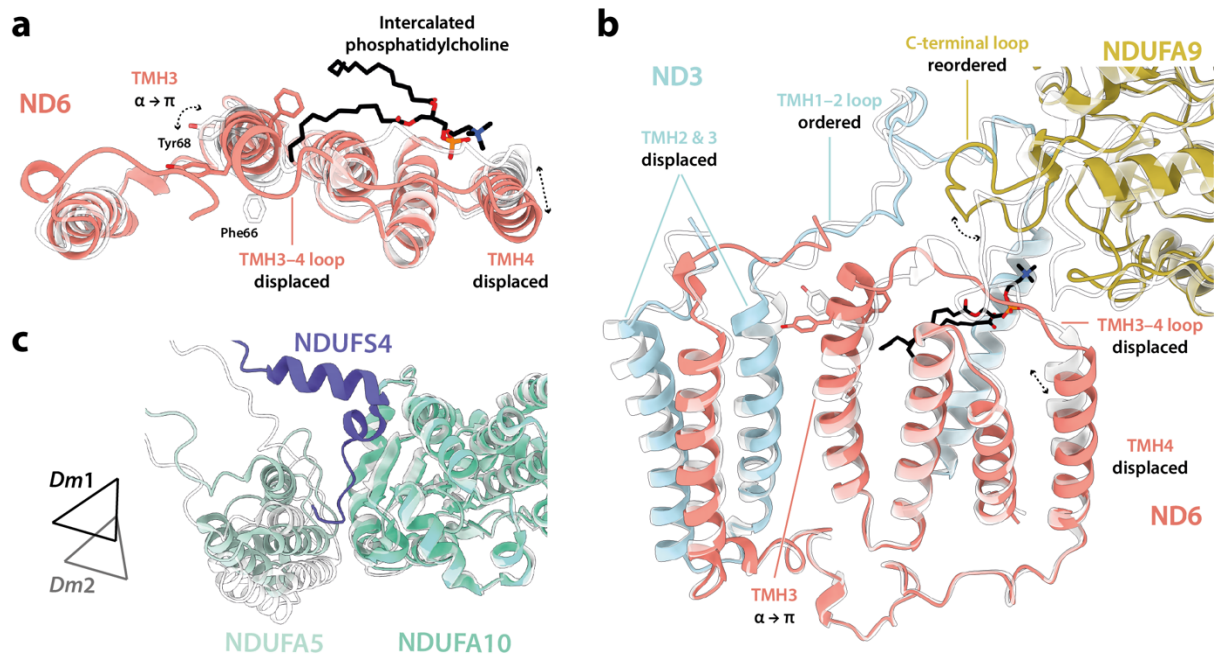 a
Intercalated
phosphatidylcholine
TMH3
α → π
ND6
Tyr68
Phe66
TMH3–4 loop
displaced
TMH4
displaced
b
C-terminal loop
reordered
NDUFA9
ND3
TMH1–2 loop
ordered
TMH2 & 3
displaced
TMH3–4 loop
displaced
TMH4
displaced
ND6
TMH3
α → π
c
NDUFS4
Dm1
Dm2
NDUFA5
NDUFA10